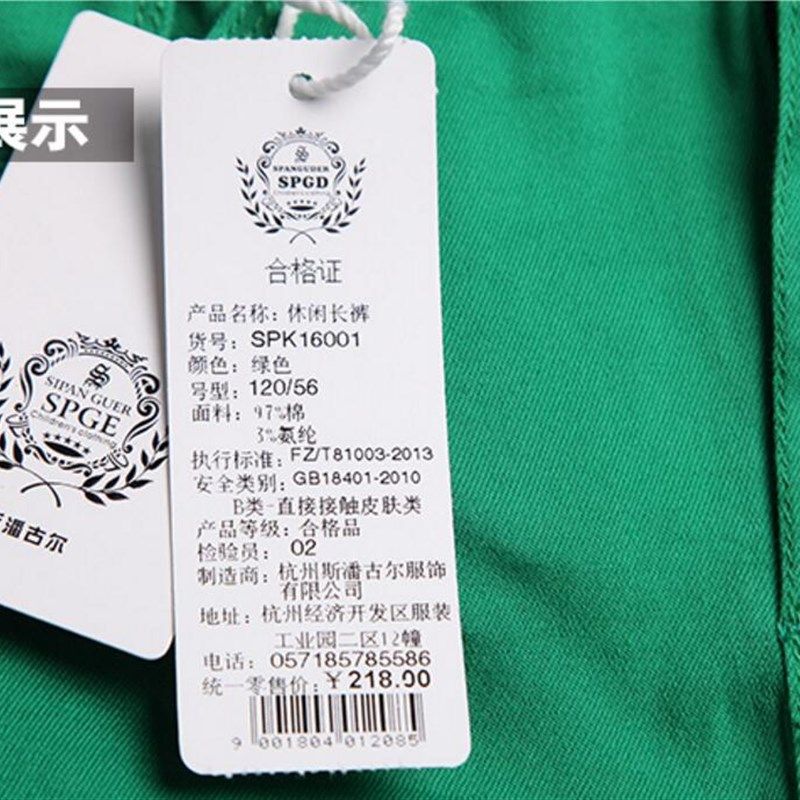 展示
SPANGUDER
SPGD
Children's clothing
合格证
产品名称：休闲长裤
货号：SPK16001
颜色：绿色
号型：120/56
面料：97%棉
3%氨纶
执行标准：FZ/T81003-2013
安全类别：GB18401-2010
B类-直接接触皮肤类
产品等级：合格品
检验员：02
制造商：杭州斯潘古尔服饰
有限公司
地址：杭州经济开发区服装
工业园二区12幢
电话：057185785586
统一零售价：¥218.00
9 001804 012085
SIPAN GUER
SPGE
Children's clothing
斯潘古尔